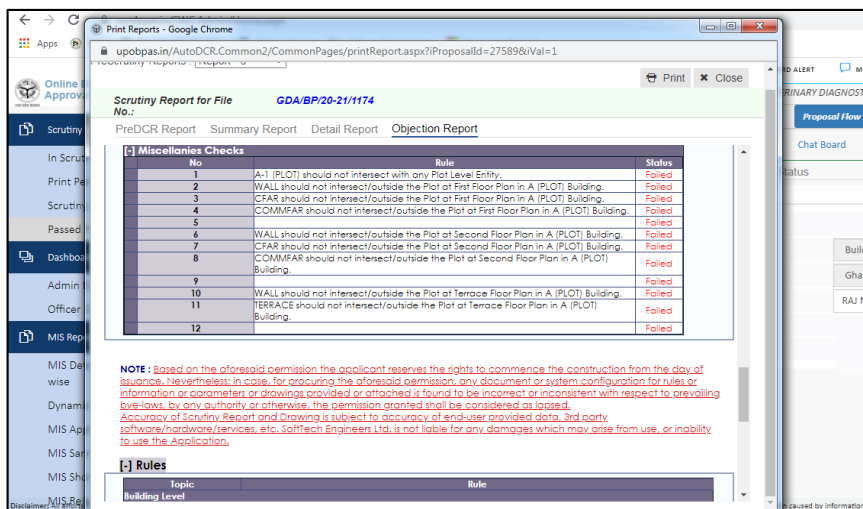 Print Reports - Google Chrome
upobpas.in/AutoDCR.Common2/CommonPages/printReport.aspx?iProposalId=27589&iVal=1
Apps
Print
Close
Scrutiny Report for File No.:
GDA/BP/20-21/1174
PreDCR Report Summary Report Detail Report Objection Report
[-] Miscellanies Checks
No Rule Status
1 A-1 (PLOT) should not intersect with any Plot Level Entity. Failed
2 WALL should not intersect/outside the Plot at First Floor Plan in A (PLOT) Building. Failed
3 CFAR should not intersect/outside the Plot at First Floor Plan in A (PLOT) Building. Failed
4 COMMFAR should not intersect/outside the Plot at First Floor Plan in A (PLOT) Building. Failed
5 Failed
6 WALL should not intersect/outside the Plot at Second Floor Plan in A (PLOT) Building. Failed
7 CFAR should not intersect/outside the Plot at Second Floor Plan in A (PLOT) Building. Failed
8 COMMFAR should not intersect/outside the Plot at Second Floor Plan in A (PLOT)
Building. Failed
9 Failed
10 WALL should not intersect/outside the Plot at Terrace Floor Plan in A (PLOT) Building. Failed
11 TERRACE should not intersect/outside the Plot at Terrace Floor Plan in A (PLOT)
Building. Failed
12 Failed
NOTE : Based on the aforesaid permission the applicant reserves the rights to commence the construction from the day of
issuance. Nevertheless; in case, for procuring the aforesaid permission, any document or system configuration for rules or
information or parameters or drawings provided or attached is found to be incorrect or inconsistent with respect to prevailing
bye-laws, by any authority or otherwise, the permission granted shall be considered as lapsed.
Accuracy of Scrutiny Report and Drawing is subject to accuracy of end-user provided data, 3rd party
software/hardware/services, etc. SoftTech Engineers Ltd. is not liable for any damages which may arise from use, or inability
to use the Application.
[-] Rules
Topic Rule
Building Level
Online
Scrutiny
In Scrut
Print Pe
Scrutiny
Passed
Dashboa
Admin
Officer
MIS Repo
MIS De
wise
Dynami
MIS Ap
MIS San
MIS Sho
MIS Re
Disclaimer:
RD ALERT
RINARY DIAGNOST
Proposal Flow
Chat Board
tatus
Build
Gha
RAJ N
n caused by information